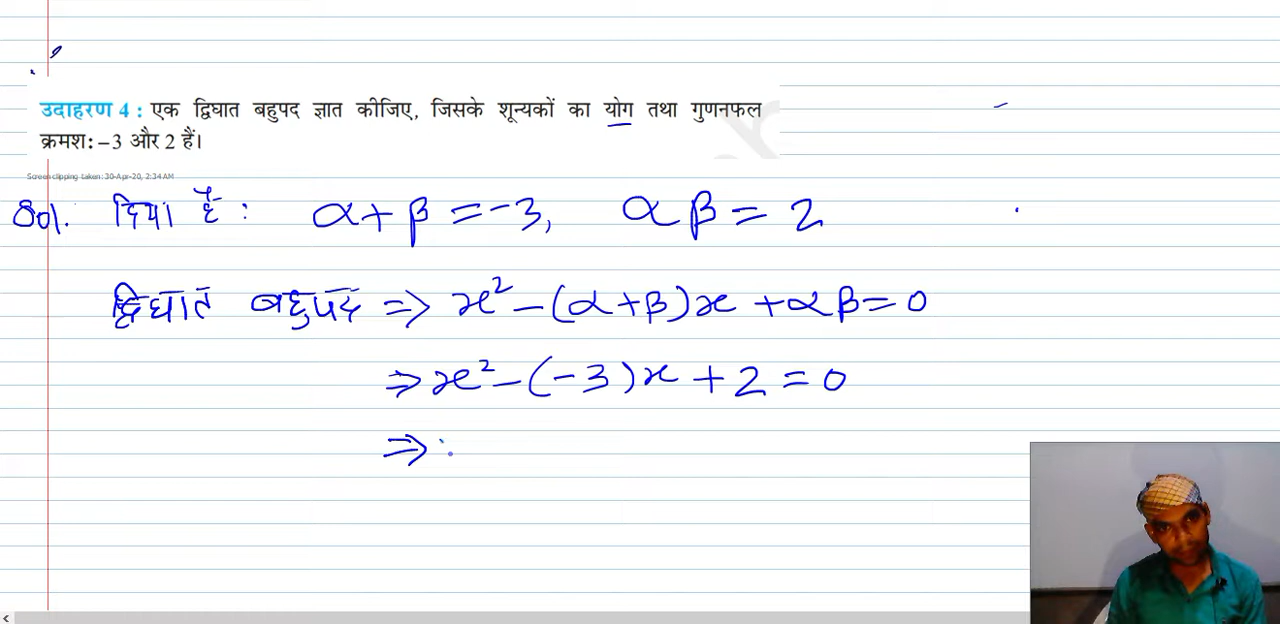 उदाहरण 4 : एक द्विघात बहुपद ज्ञात कीजिए, जिसके शून्यकों का योग तथा गुणनफल
क्रमश: –3 और 2 हैं।
Screen clipping taken: 30-Apr-20, 2:34 AM
Sol. दिया है : α + β = -3, αβ = 2
द्विघात बहुपद => x² - (α + β)x + αβ = 0
=> x² - (-3)x + 2 = 0
=>